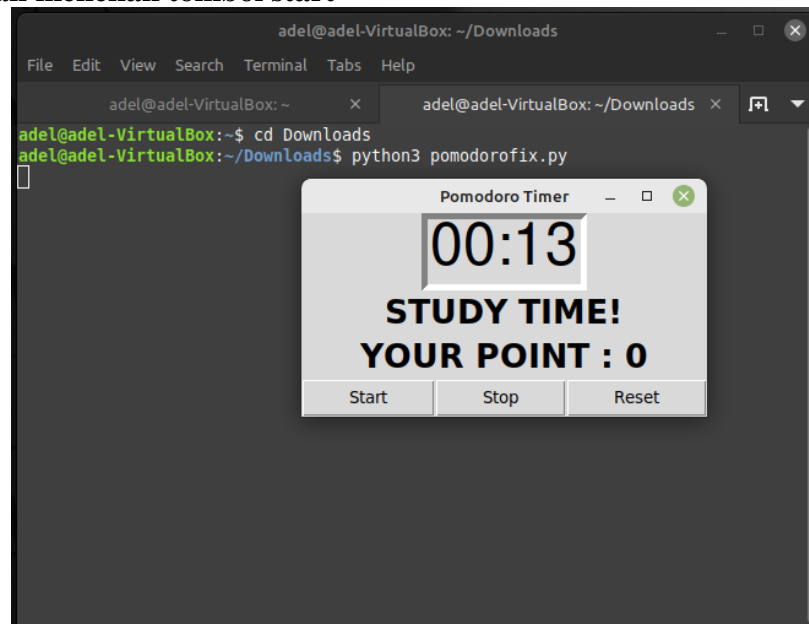 adel@adel-VirtualBox: ~/Downloads
File Edit View Search Terminal Tabs Help
adel@adel-VirtualBox: ~ adel@adel-VirtualBox: ~/Downloads
adel@adel-VirtualBox:~$ cd Downloads
adel@adel-VirtualBox:~/Downloads$ python3 pomodorofix.py
Pomodoro Timer
00:13
STUDY TIME!
YOUR POINT : 0
Start Stop Reset